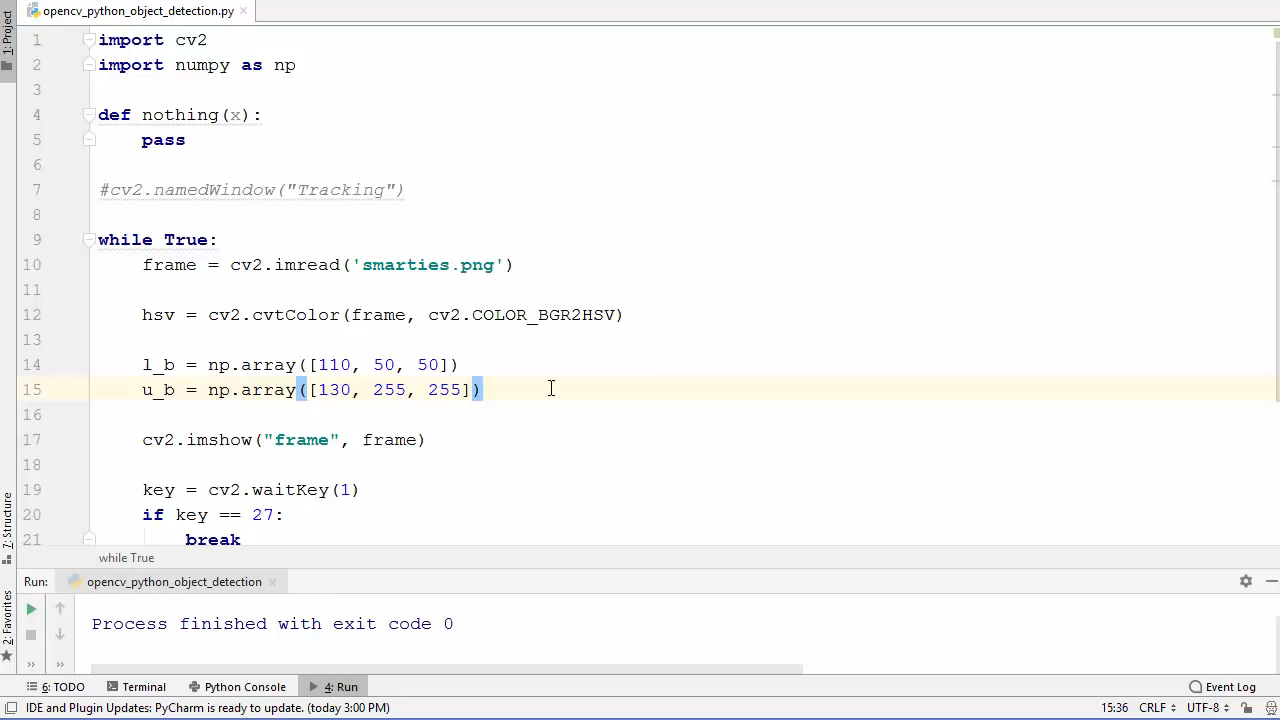 1: Project
opencv_python_object_detection.py
1 import cv2
2 import numpy as np
3
4 def nothing(x):
5 pass
6
7 #cv2.namedWindow("Tracking")
8
9 while True:
10 frame = cv2.imread('smarties.png')
11
12 hsv = cv2.cvtColor(frame, cv2.COLOR_BGR2HSV)
13
14 l_b = np.array([110, 50, 50])
15 u_b = np.array([130, 255, 255])
16
17 cv2.imshow("frame", frame)
18
19 key = cv2.waitKey(1)
20 if key == 27:
21 break
while True
7: Structure
2: Favorites
Run: opencv_python_object_detection
Process finished with exit code 0
6: TODO Terminal Python Console 4: Run Event Log
IDE and Plugin Updates: PyCharm is ready to update. (today 3:00 PM) 15:36 CRLF UTF-8